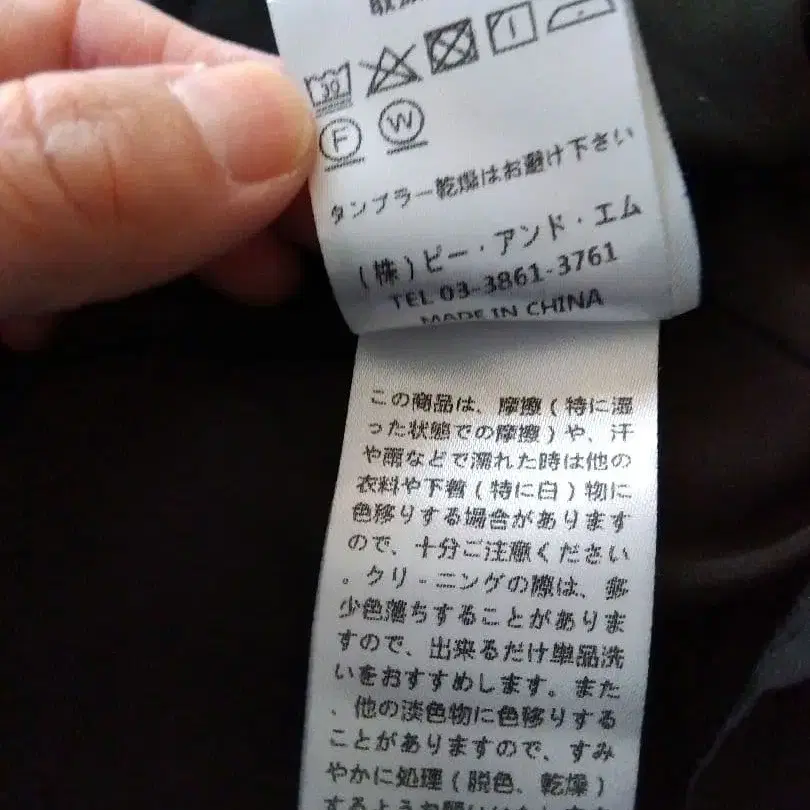 30
F W
タンブラー乾燥はお避け下さい
(株)ピー・アンド・エム
TEL 03-3861-3761
MADE IN CHINA
この商品は、摩擦(特に湿
った状態での摩擦)や、汗
や雨などで濡れた時は他の
衣料や下着(特に白)物に
色移りする場合があります
ので、十分ご注意ください
。クリーニングの際は、多
少色落ちすることがありま
すので、出来るだけ単品洗
いをおすすめします。また
、他の淡色物に色移りする
ことがありますので、すみ
やかに処理(脱色、乾燥)
するようお願い